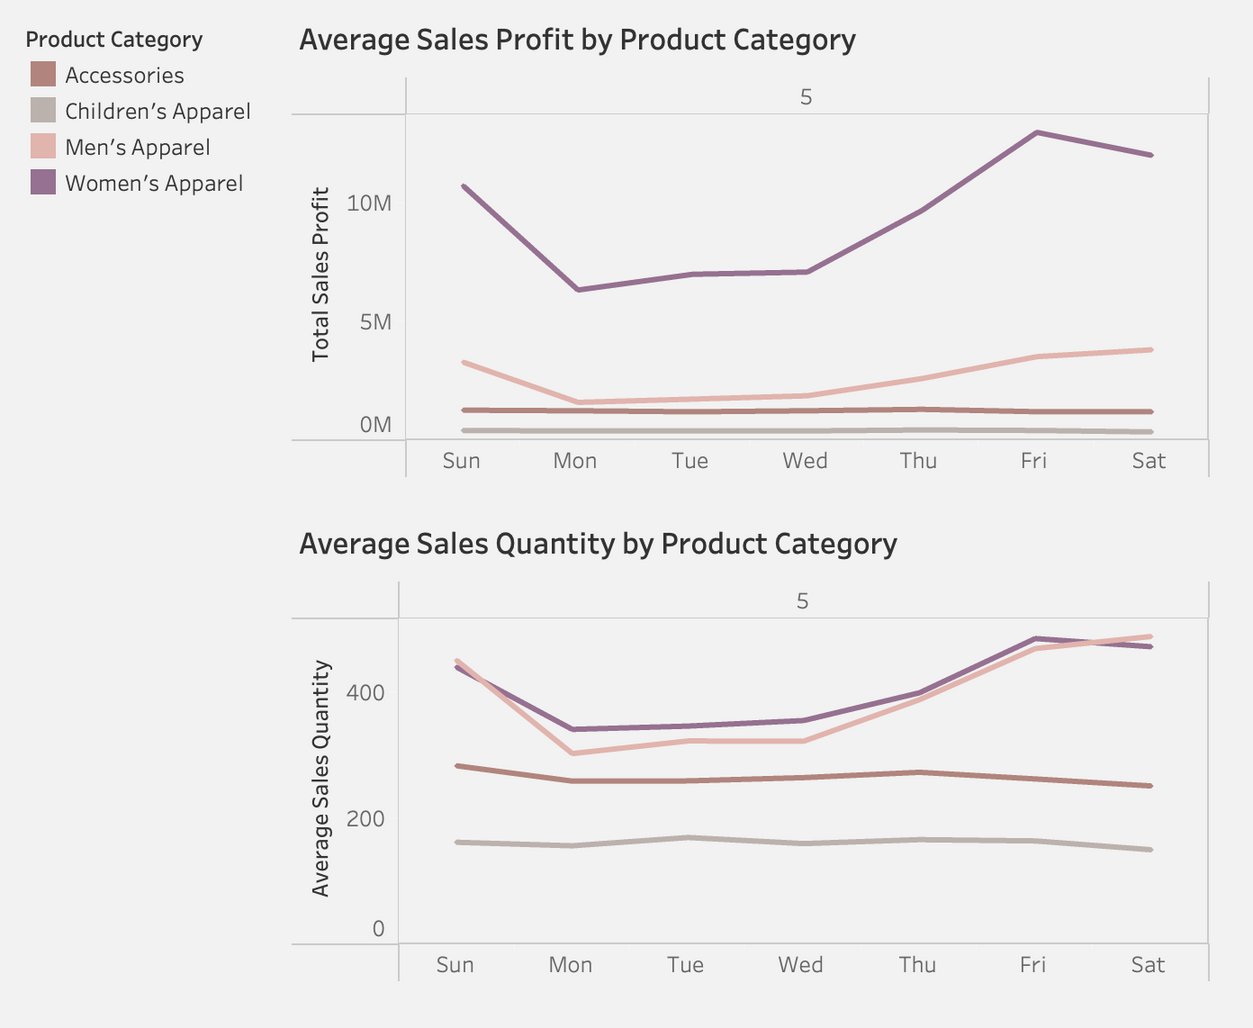 Product Category
Accessories
Children's Apparel
Men's Apparel
Women's Apparel
Average Sales Profit by Product Category
5
Total Sales Profit
10M
5M
0M
Sun Mon Tue Wed Thu Fri Sat
Average Sales Quantity by Product Category
5
Average Sales Quantity
400
200
0
Sun Mon Tue Wed Thu Fri Sat